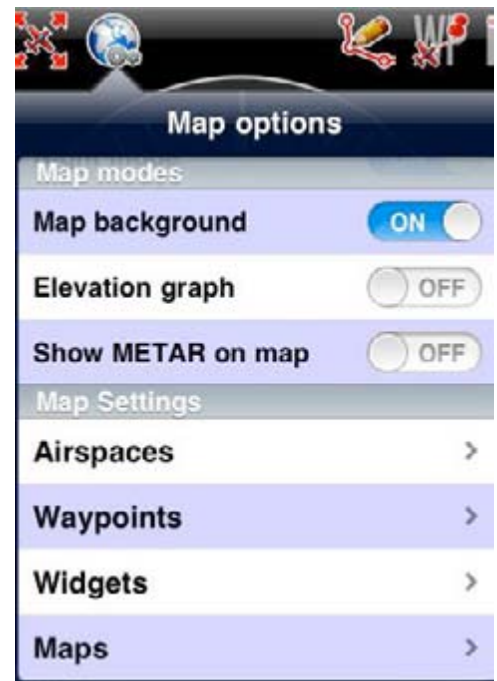 WP
Map options
Map modes
Map background ON
Elevation graph OFF
Show METAR on map OFF
Map Settings
Airspaces
Waypoints
Widgets
Maps